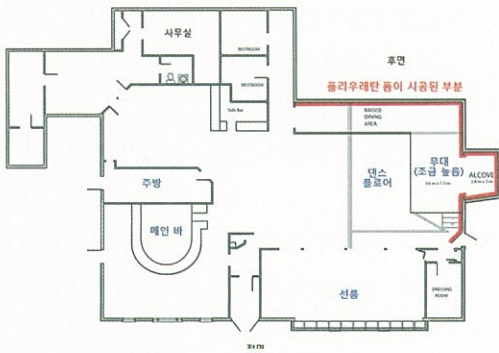 사무실
RESTROOM
후면
폴리우레탄 폼이 시공된 부분
RESTROOM
RAISED
DINING
AREA
무대
(조금 높음)
ALCOVE
댄스
플로어
주방
메인 바
선룸
DRESSING
ROOM